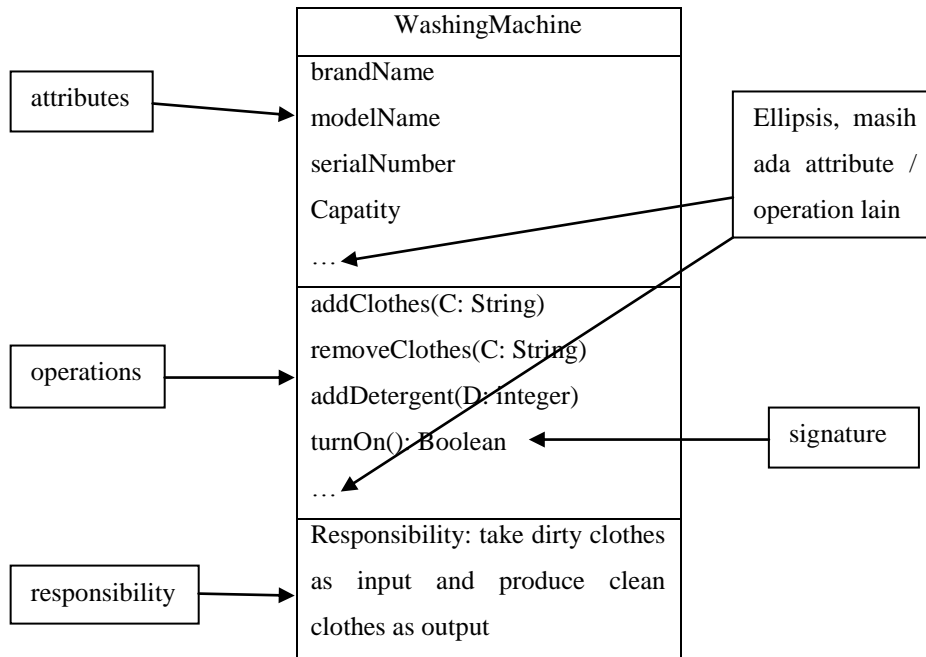 WashingMachine
attributes
brandName
modelName
serialNumber
Capatity
…
Ellipsis, masih
ada attribute /
operation lain
operations
addClothes(C: String)
removeClothes(C: String)
addDetergent(D: integer)
turnOn(): Boolean
…
signature
responsibility
Responsibility: take dirty clothes
as input and produce clean
clothes as output